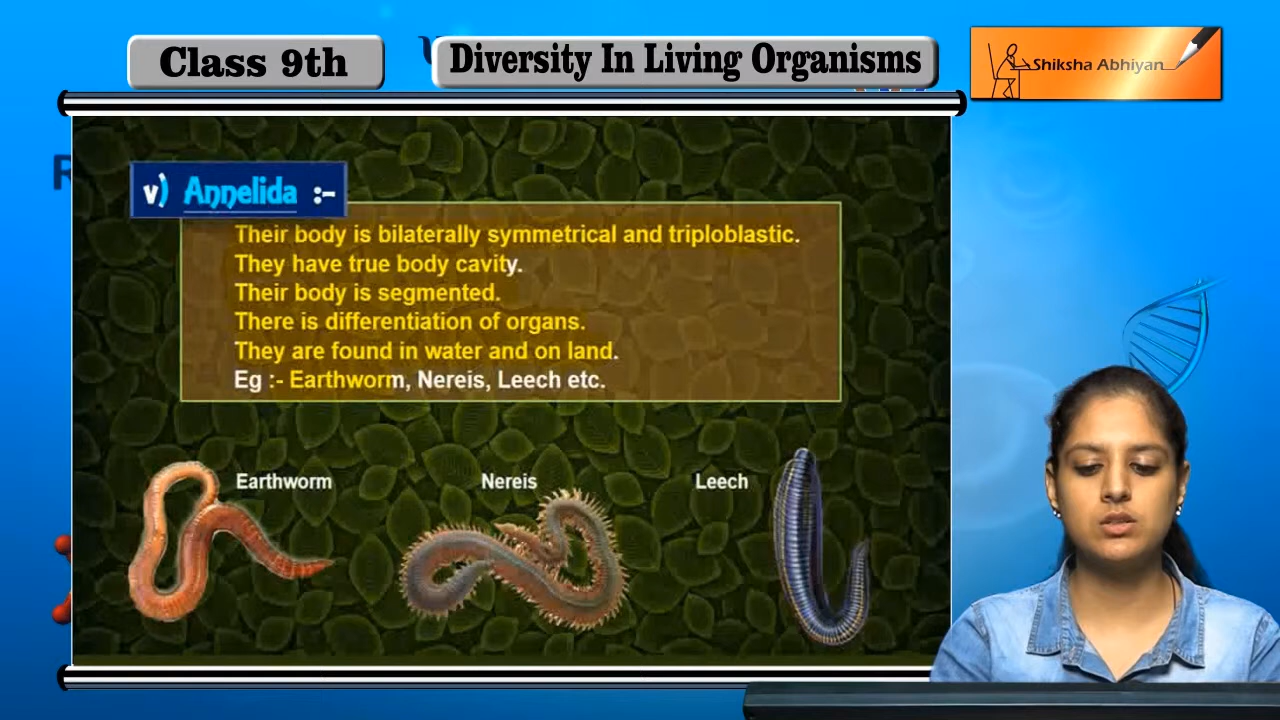 Class 9th
Diversity In Living Organisms
Shiksha Abhiyan
v) Annelida :-
Their body is bilaterally symmetrical and triploblastic.
They have true body cavity.
Their body is segmented.
There is differentiation of organs.
They are found in water and on land.
Eg :- Earthworm, Nereis, Leech etc.
Earthworm
Nereis
Leech